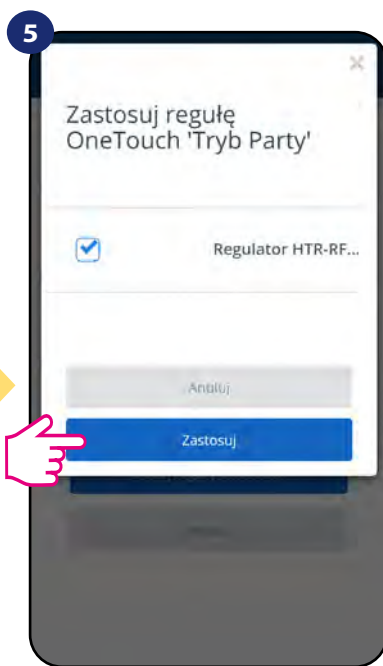 5
Zastosuj regułę
OneTouch 'Tryb Party'
Regulator HTR-RF...
Anuluj
Zastosuj